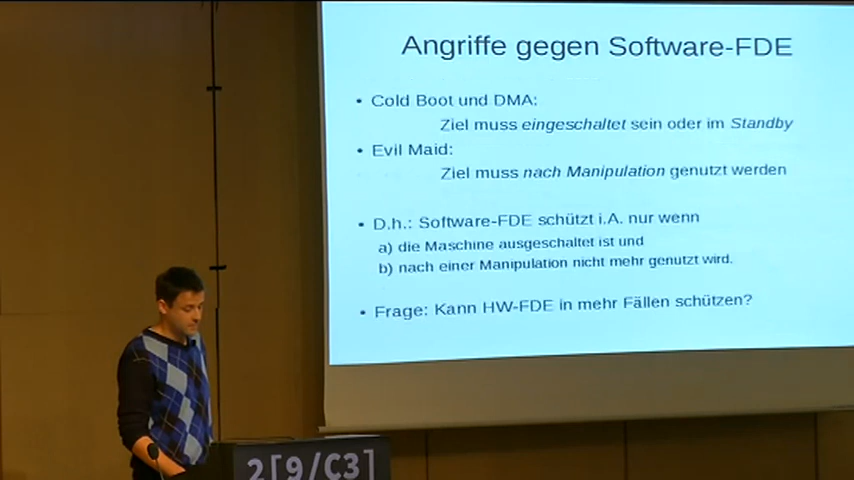 Angriffe gegen Software-FDE
• Cold Boot und DMA:
Ziel muss eingeschaltet sein oder im Standby
• Evil Maid:
Ziel muss nach Manipulation genutzt werden
• D.h.: Software-FDE schützt i.A. nur wenn
a) die Maschine ausgeschaltet ist und
b) nach einer Manipulation nicht mehr genutzt wird.
• Frage: Kann HW-FDE in mehr Fällen schützen?
2[9/C3]